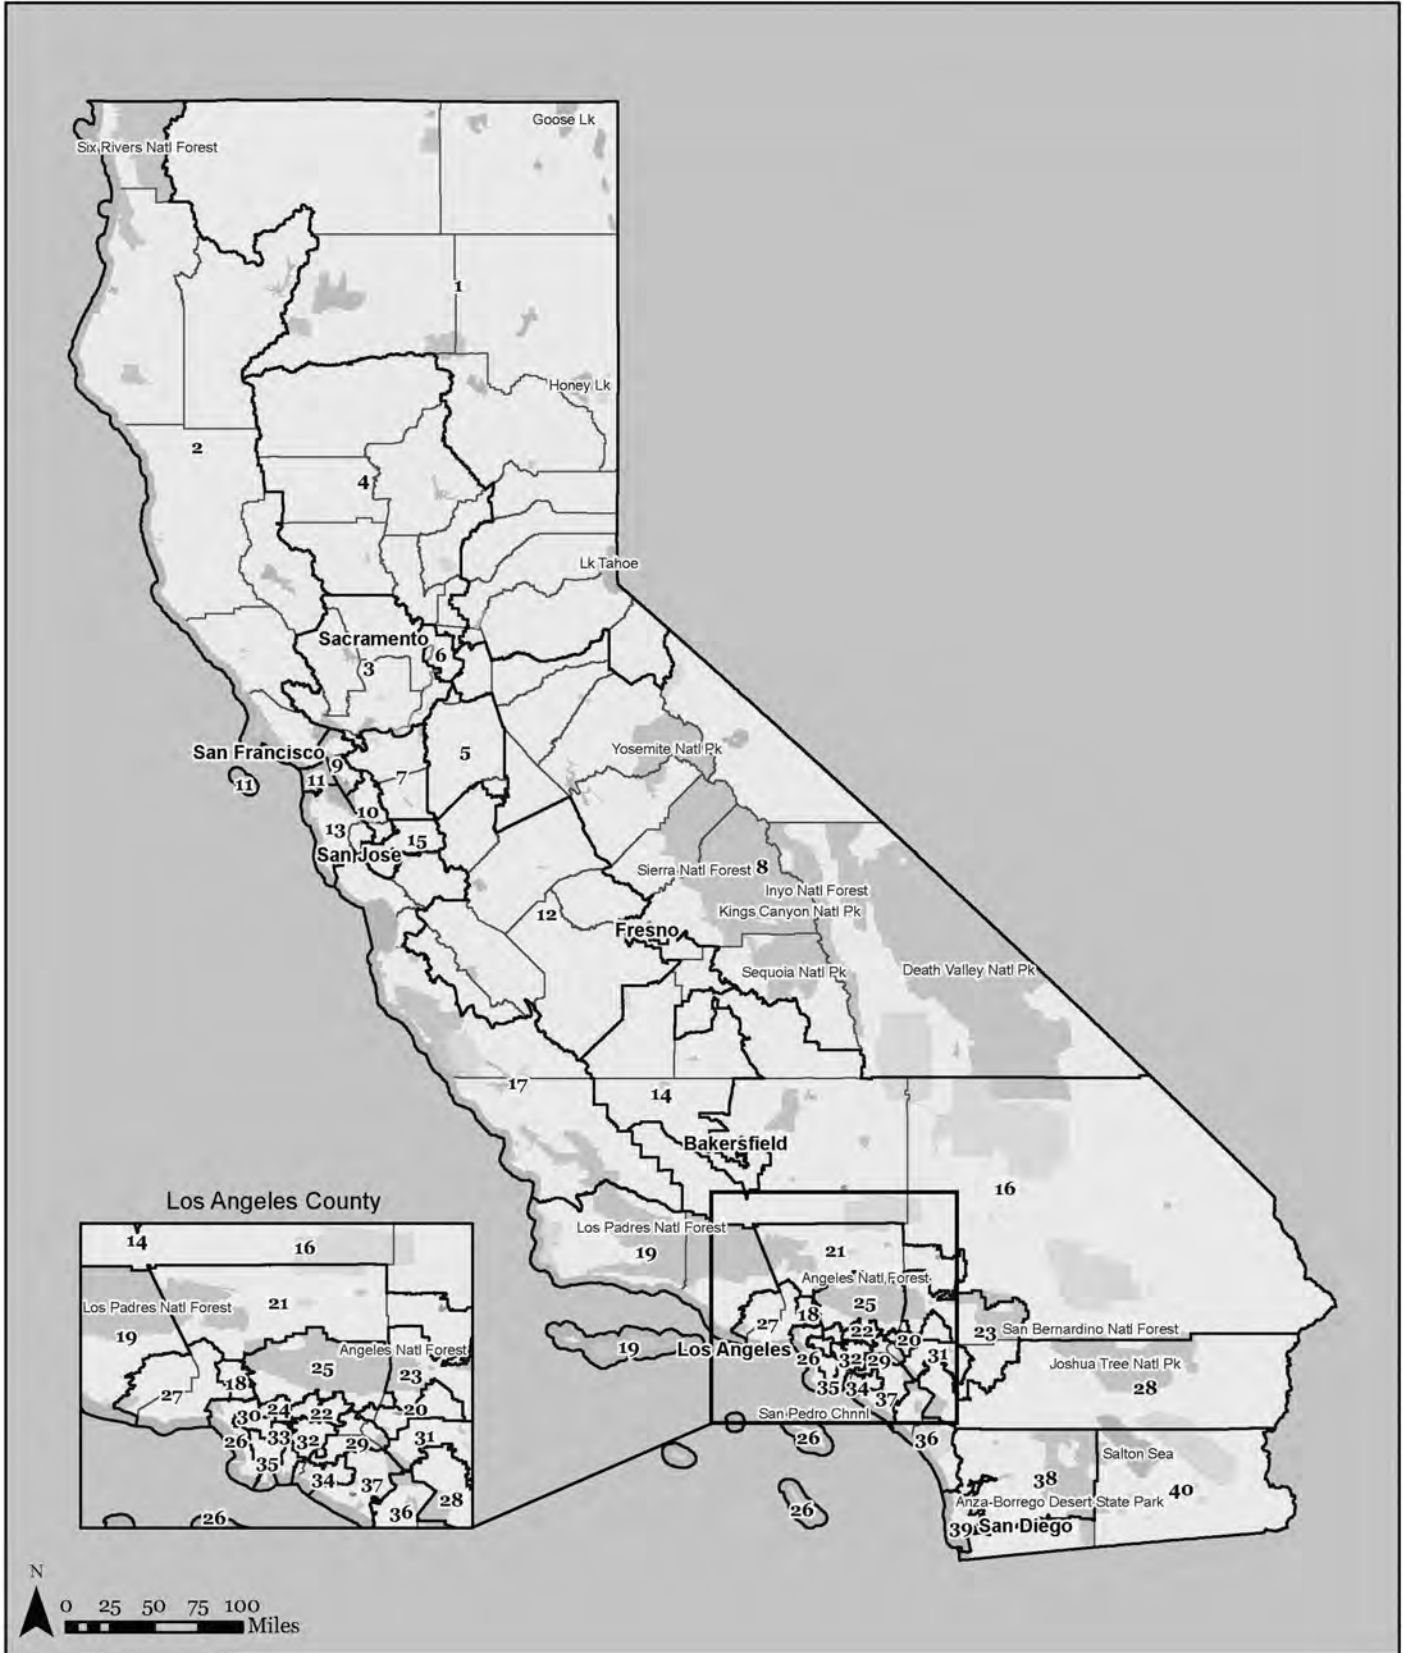 Goose Lk
Six Rivers Natl Forest
1
Honey Lk
2
4
Lk Tahoe
Sacramento
6
3
Yosemite Natl Pk
San Francisco
5
9
7
11
11
10
13
15
San Jose
Sierra Natl Forest
8
Inyo Natl Forest
Kings Canyon Natl Pk
12
Fresno
Sequoia Natl Pk
Death Valley Natl Pk
17
14
Bakersfield
16
Los Padres Natl Forest
19
21
Angeles Natl Forest
25
18
27
22
20
23
San Bernardino Natl Forest
19
Los Angeles
26
32
29
31
Joshua Tree Natl Pk
28
35
34
37
San Pedro Chnnl
26
36
Salton Sea
38
40
Anza-Borrego Desert State Park
26
39
San Diego
Los Angeles County
14
16
Los Padres Natl Forest
21
19
Angeles Natl Forest
25
23
18
27
30
24
22
20
26
33
32
29
31
35
34
37
28
36
26
N
0 25 50 75 100
Miles